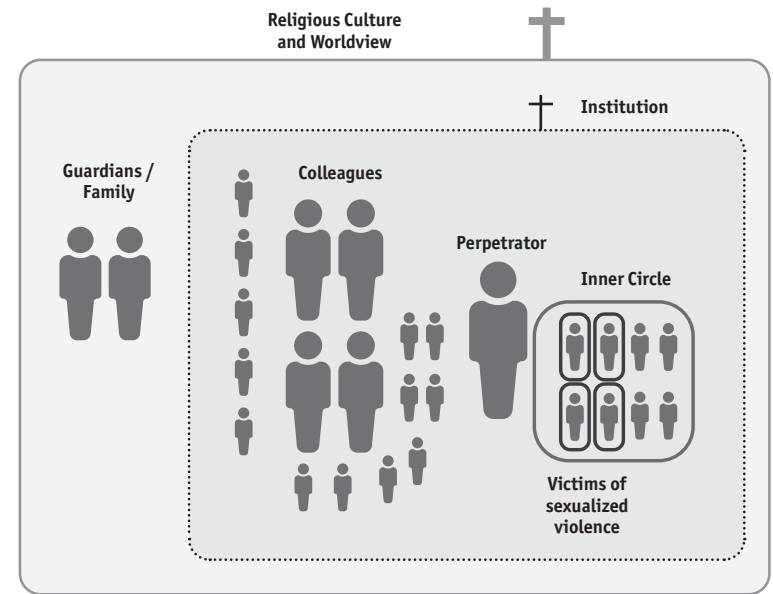 Religious Culture
and Worldview
Institution
Guardians /
Family
Colleagues
Perpetrator
Inner Circle
Victims of
sexualized
violence